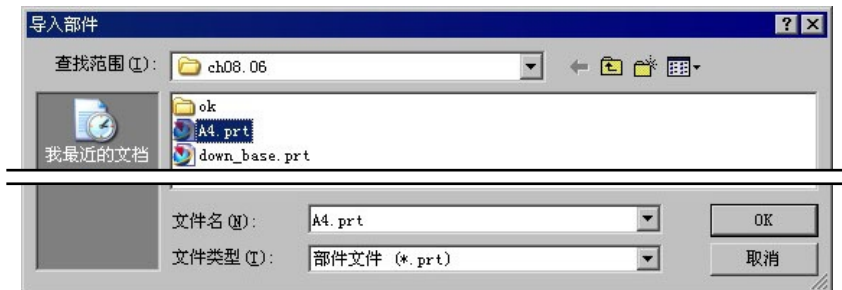 导入部件
查找范围(I):
ch08.06
ok
A4.prt
down_base.prt
我最近的文档
文件名(N):
A4.prt
OK
文件类型(T):
部件文件 (*.prt)
取消